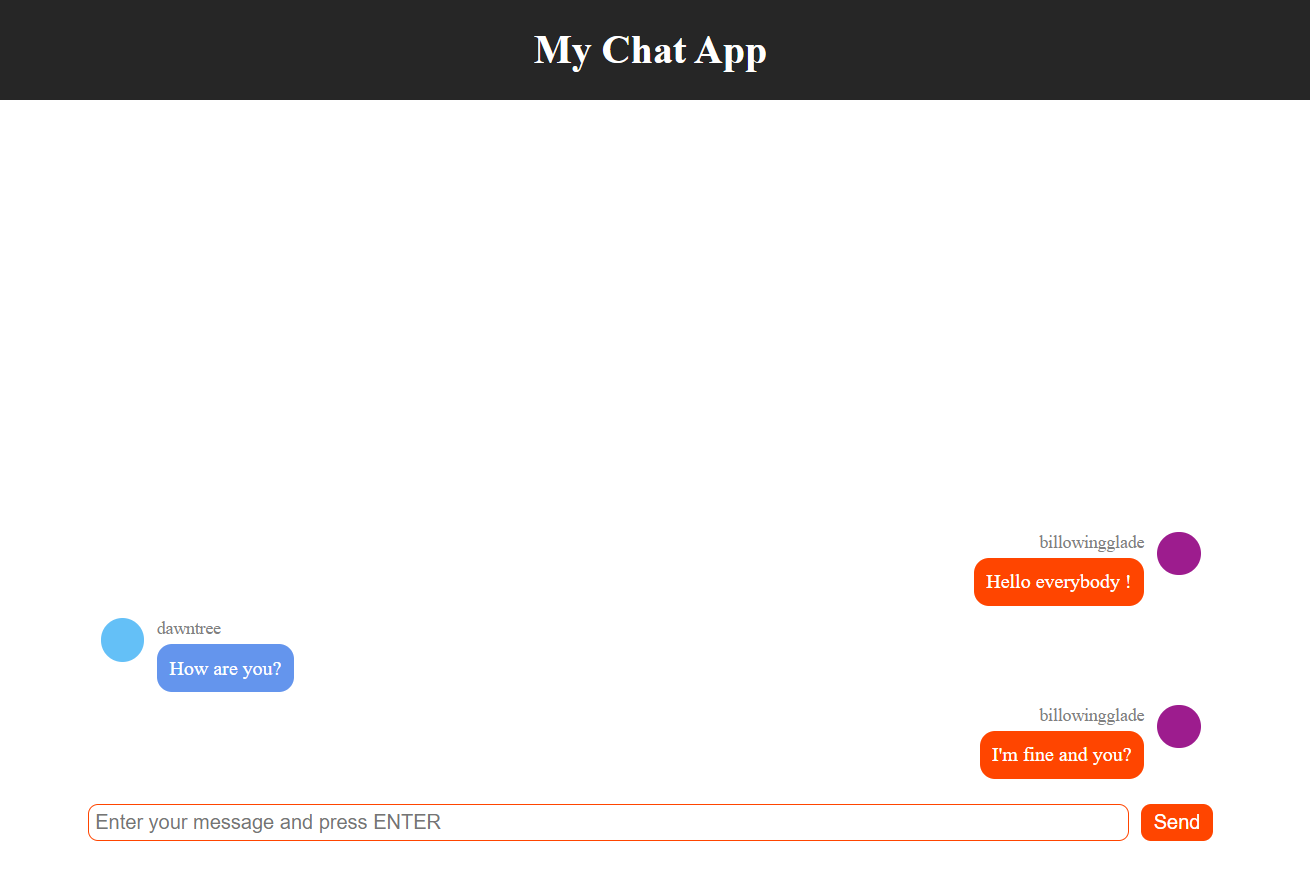 My Chat App
billowingglade
Hello everybody !
dawntree
How are you?
billowingglade
I'm fine and you?
Enter your message and press ENTER
Send